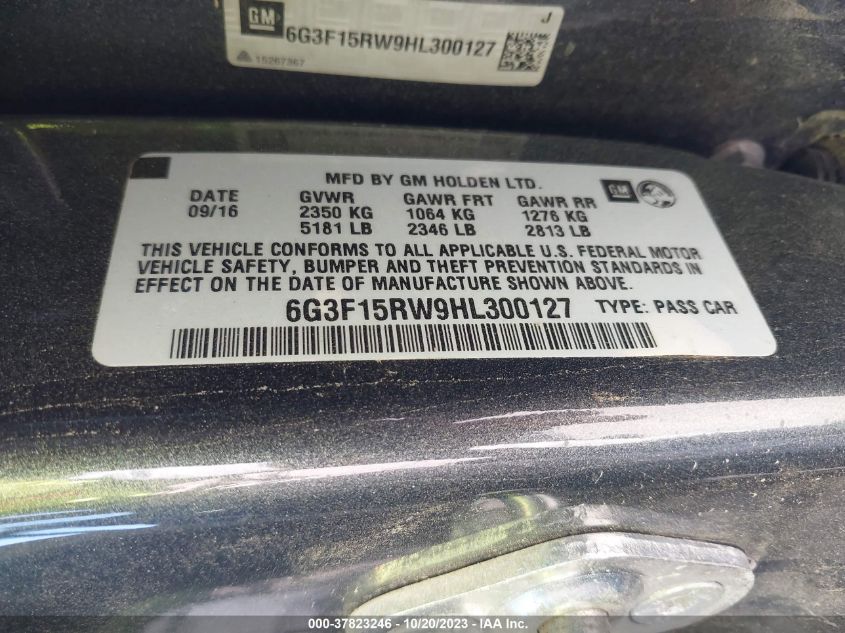 GM
J
6G3F15RW9HL300127
15267367
MFD BY GM HOLDEN LTD.
GM
DATE GVWR GAWR FRT GAWR RR
09/16 2350 KG 1064 KG 1276 KG
5181 LB 2346 LB 2813 LB
THIS VEHICLE CONFORMS TO ALL APPLICABLE U.S. FEDERAL MOTOR
VEHICLE SAFETY, BUMPER AND THEFT PREVENTION STANDARDS IN
EFFECT ON THE DATE OF MANUFACTURE SHOWN ABOVE.
6G3F15RW9HL300127 TYPE: PASS CAR
000-37823246 - 10/20/2023 - IAA Inc.